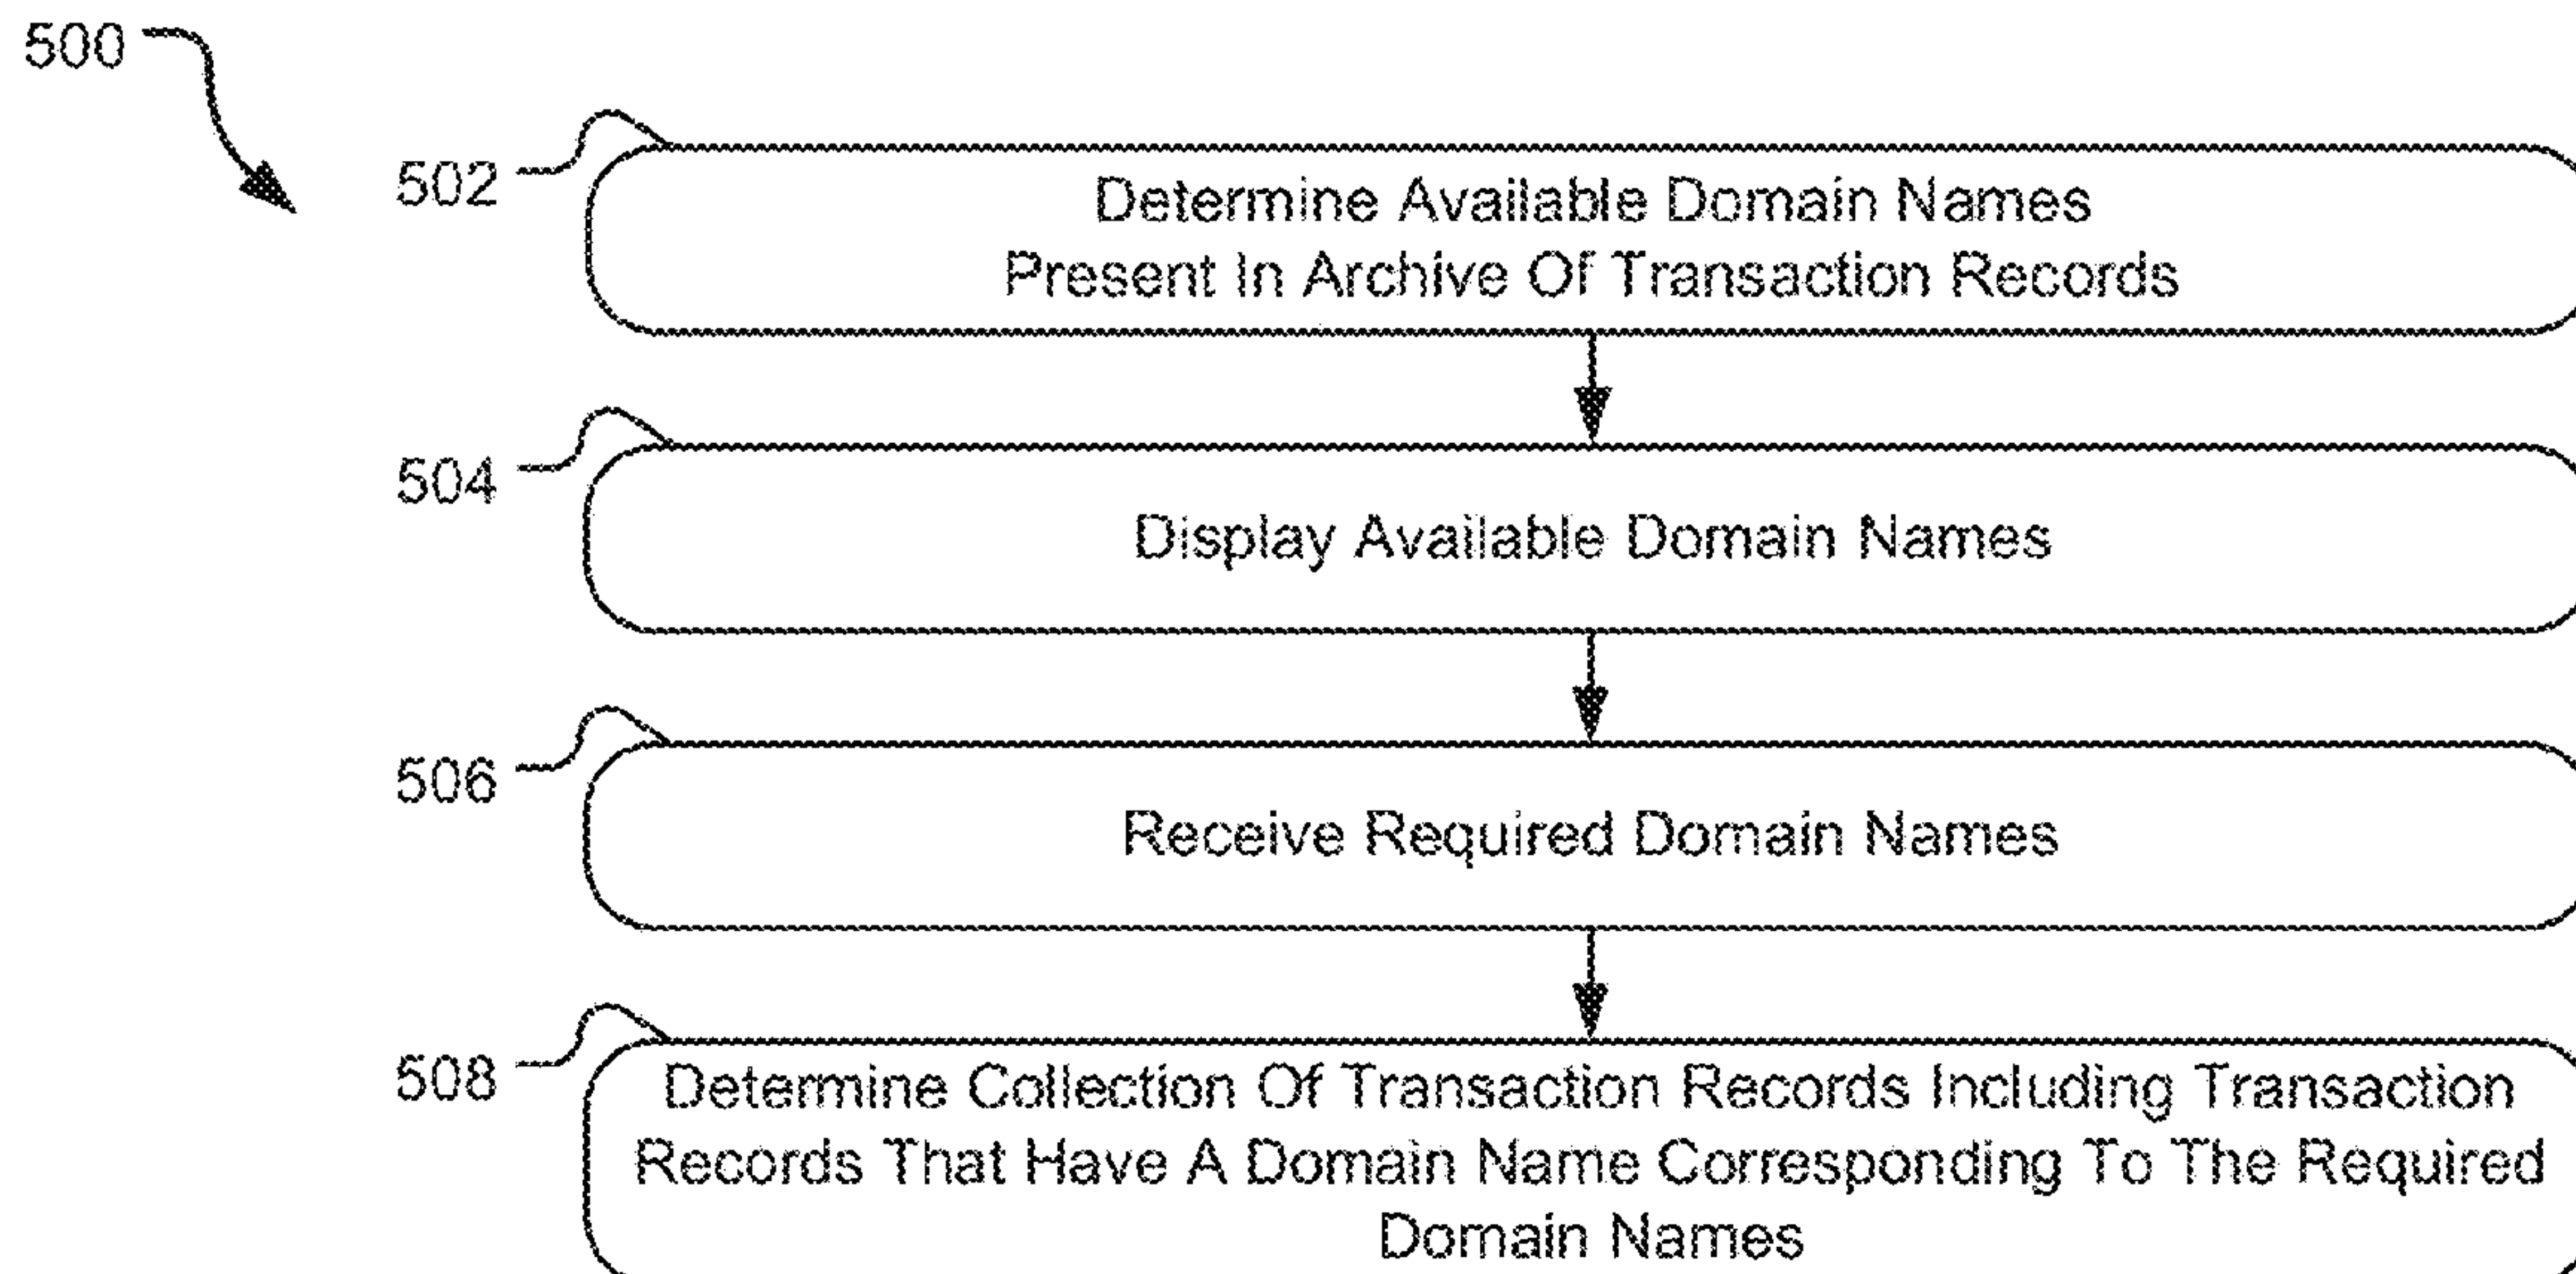 500
502
Determine Available Domain Names
Present In Archive Of Transaction Records
504
Display Available Domain Names
506
Receive Required Domain Names
508
Determine Collection Of Transaction Records Including Transaction
Records That Have A Domain Name Corresponding To The Required
Domain Names